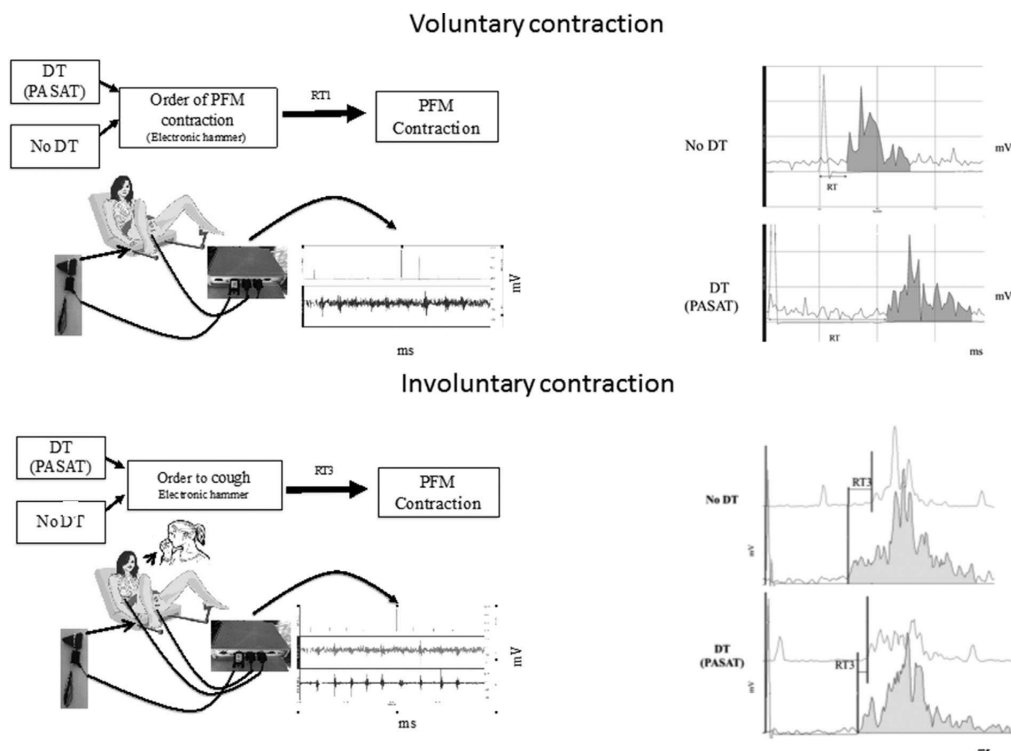 Voluntary contraction
DT
(PASAT)
No DT
Order of PFM
contraction
(Electronic hammer)
RT1
PFM
Contraction
mV
ms
No DT
RT
mV
DT
(PASAT)
RT
mV
ms
Involuntary contraction
DT
(PASAT)
No DT
Order to cough
Electronic hammer
RT3
PFM
Contraction
mV
ms
No DT
RT3
mV
DT
(PASAT)
RT3
mV